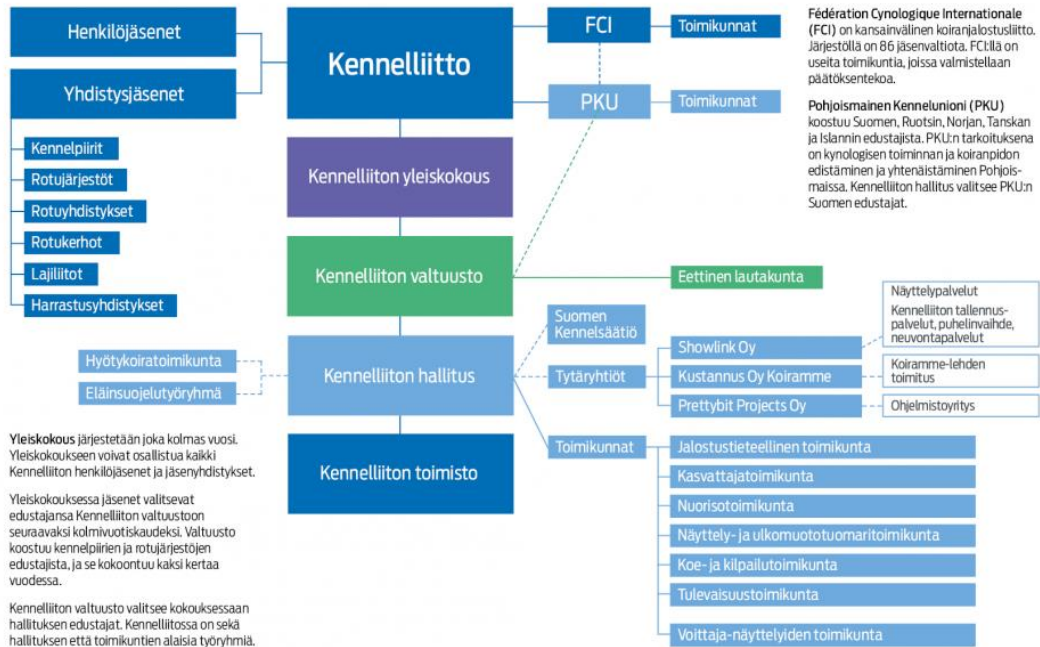 Henkilöjäsenet
Yhdistysjäsenet
Kennelpiirit
Rotujärjestöt
Rotuyhdistykset
Rotukerhot
Lajiliitot
Harrastusyhdistykset
Kennelliitto
FCI
Toimikunnat
PKU
Toimikunnat
Kennelliiton yleiskokous
Kennelliiton valtuusto
Eettinen lautakunta
Kennelliiton hallitus
Hyötykoiratoimikunta
Eläinsuojelutyöryhmä
Kennelliiton toimisto
Suomen
Kennelsäätiö
Tytäryhtiöt
Showlink Oy
Kustannus Oy Koiramme
Prettybit Projects Oy
Näyttelypalvelut
Kennelliiton tallennus-
palvelut, puhelinvaihde,
neuvontapalvelut
Koiramme-lehden
toimitus
Ohjelmistoyritys
Toimikunnat
Jalostustieteellinen toimikunta
Kasvattajatoimikunta
Nuorisotoimikunta
Näyttely- ja ulkomuototuomaritoimikunta
Koe- ja kilpailutoimikunta
Tulevaisuustoimikunta
Voittaja-näyttelyiden toimikunta
Fédération Cynologique Internationale
(FCI) on kansainvälinen koiranjalostusliitto.
Järjestöllä on 86 jäsenvaltiota. FCI:llä on
useita toimikuntia, joissa valmistellaan
päätöksentekoa.
Pohjoismainen Kennelunioni (PKU)
koostuu Suomen, Ruotsin, Norjan, Tanskan
ja Islannin edustajista. PKU:n tarkoituksena
on kynologisen toiminnan ja koiranpidon
edistäminen ja yhtenäistäminen Pohjois-
maissa. Kennelliiton hallitus valitsee PKU:n
Suomen edustajat.
Yleiskokous järjestetään joka kolmas vuosi.
Yleiskokoukseen voivat osallistua kaikki
Kennelliiton henkilöjäsenet ja jäsenyhdistykset.
Yleiskokouksessa jäsenet valitsevat
edustajansa Kennelliiton valtuustoon
seuraavaksi kolmivuotiskaudeksi. Valtuusto
koostuu kennelpiirien ja rotujärjestöjen
edustajista, ja se kokoontuu kaksi kertaa
vuodessa.
Kennelliiton valtuusto valitsee kokouksessaan
hallituksen edustajat. Kennelliitossa on sekä
hallituksen että toimikuntien alaisia työryhmiä.